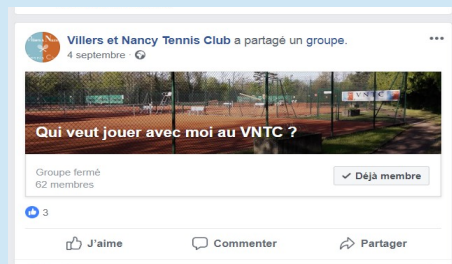 Villers et Nancy Tennis Club a partagé un groupe.
4 septembre
VNTC
Qui veut jouer avec moi au VNTC ?
Groupe fermé
62 membres
Déjà membre
3
J'aime
Commenter
Partager